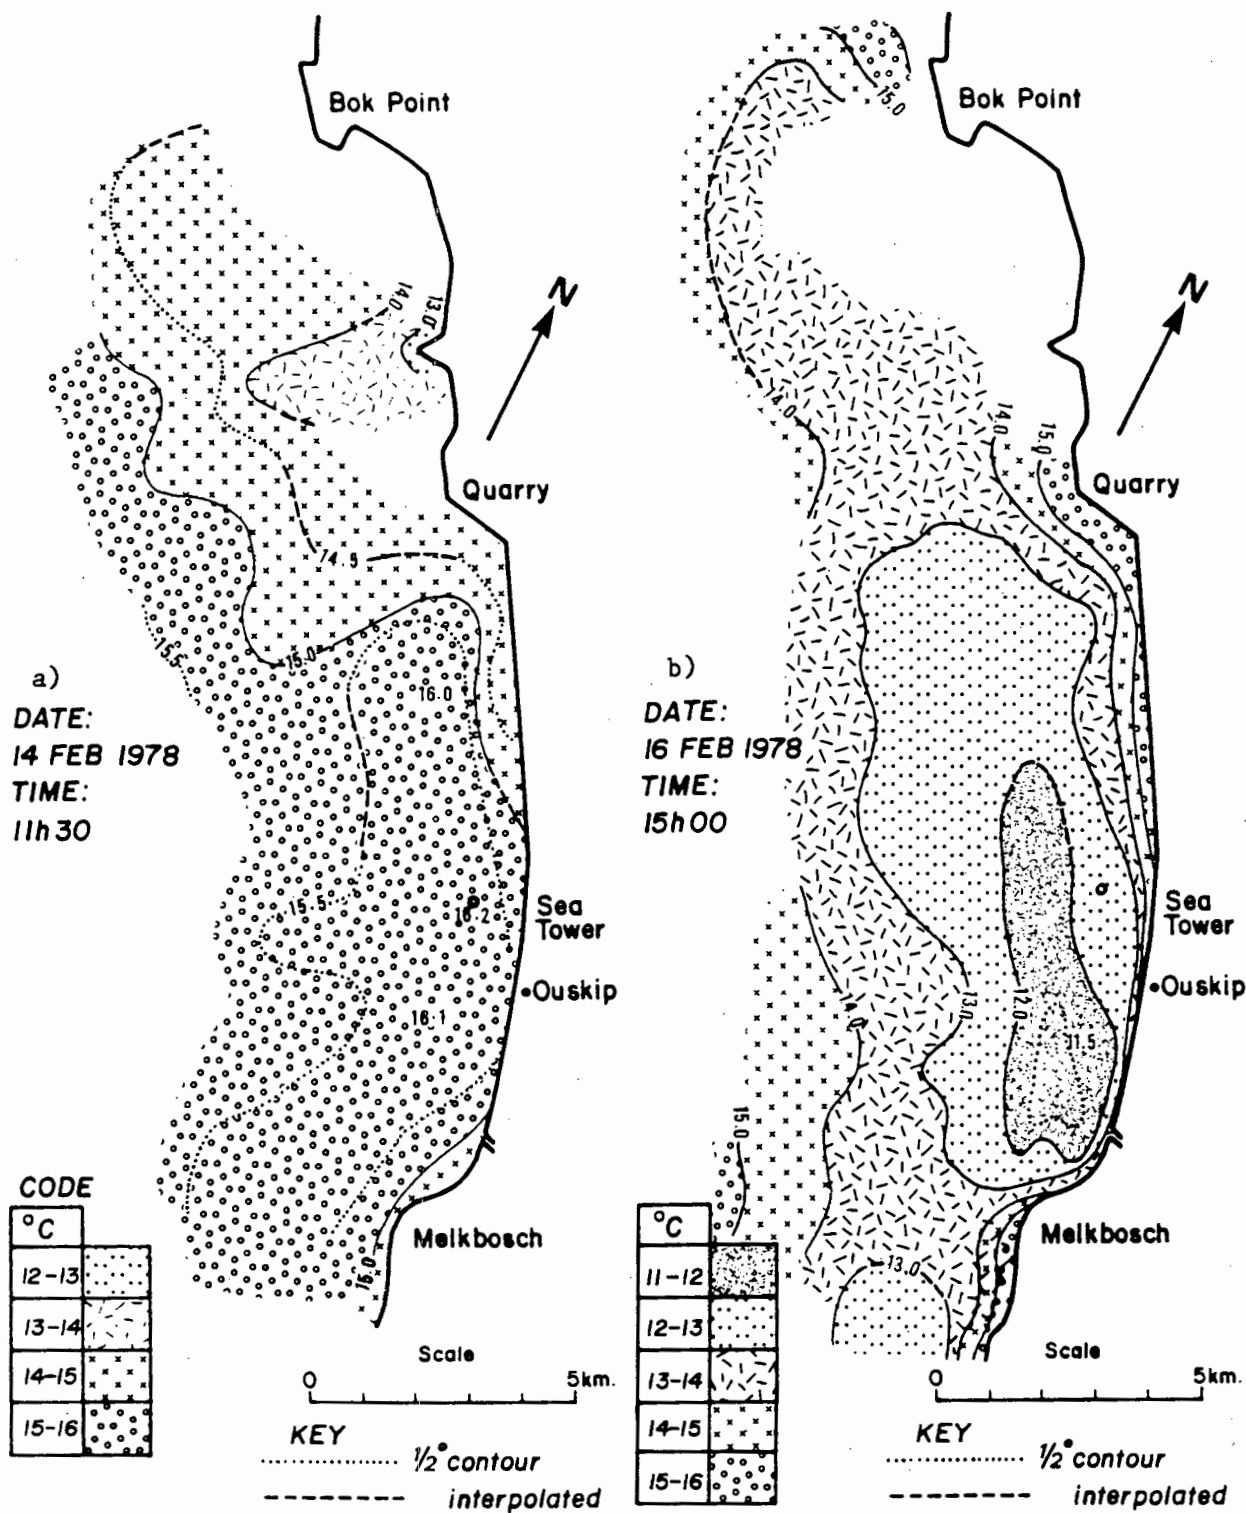 Bok Point
14.0
13.0
N
Quarry
14.5
15.5
15.0
16.0
a)
DATE:
14 FEB 1978
TIME:
11h30
15.5
16.2
Sea
Tower
Ouskip
16.1
Melkbosch
15.0
CODE
°C
12-13
13-14
14-15
15-16
Scale
0
5km.
KEY
½° contour
interpolated
Bok Point
15.0
N
14.0
14.0
15.0
Quarry
b)
DATE:
16 FEB 1978
TIME:
15h00
Sea
Tower
Ouskip
14.0
13.0
12.0
11.5
15.0
Melkbosch
13.0
°C
11-12
12-13
13-14
14-15
15-16
Scale
0
5km.
KEY
½° contour
interpolated